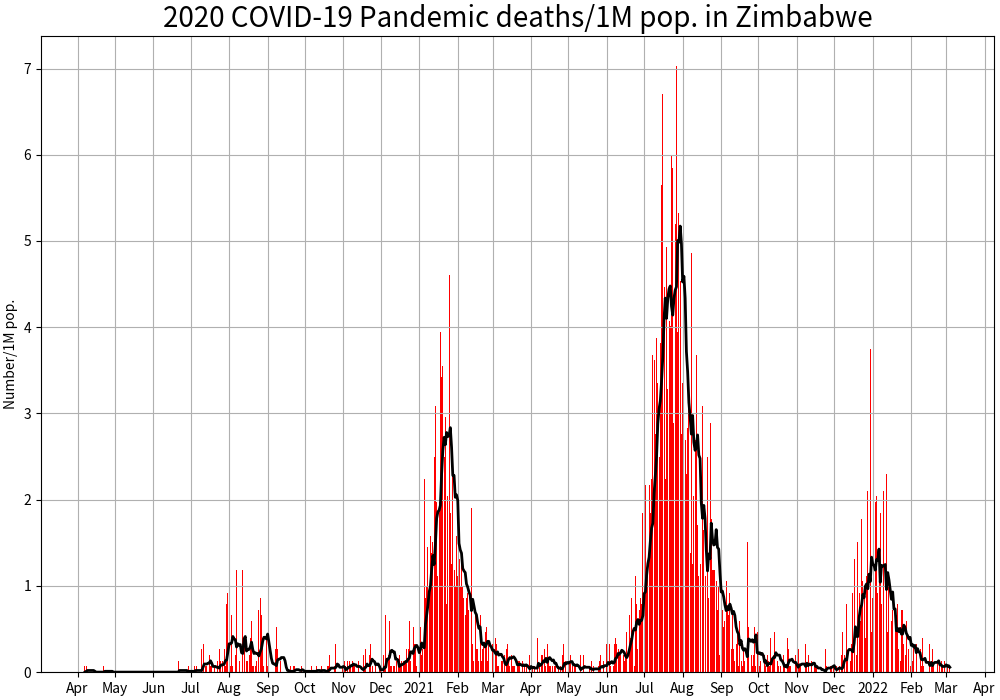 2020 COVID-19 Pandemic deaths/1M pop. in Zimbabwe
Number/1M pop.
7
6
5
4
3
2
1
0
Apr May Jun Jul Aug Sep Oct Nov Dec 2021 Feb Mar Apr May Jun Jul Aug Sep Oct Nov Dec 2022 Feb Mar Apr